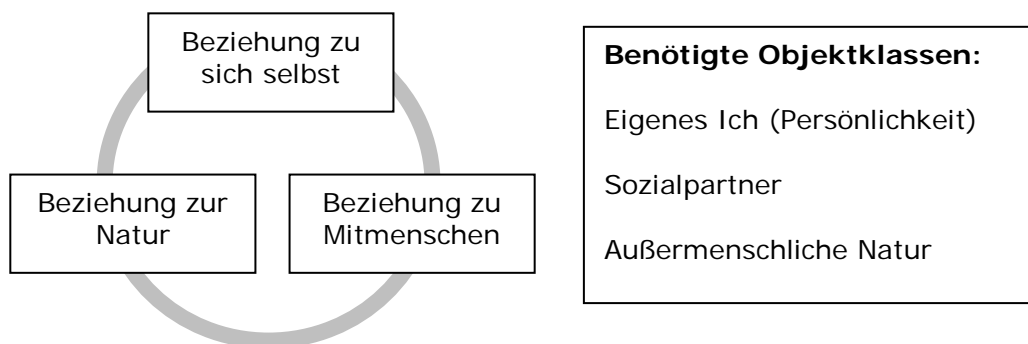 Beziehung zu
sich selbst
Beziehung zur
Natur
Beziehung zu
Mitmenschen
Benötigte Objektklassen:
Eigenes Ich (Persönlichkeit)
Sozialpartner
Außermenschliche Natur